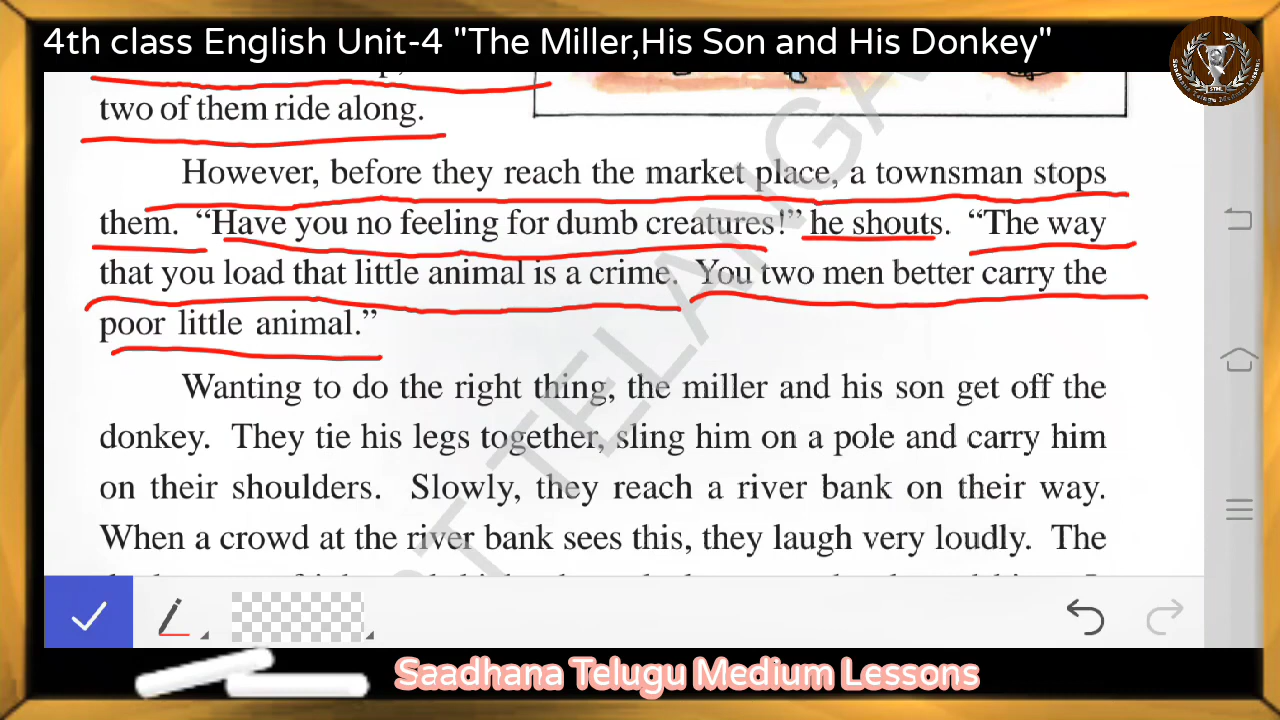 4th class English Unit-4 "The Miller,His Son and His Donkey"
two of them ride along.
However, before they reach the market place, a townsman stops
them. “Have you no feeling for dumb creatures!” he shouts. “The way
that you load that little animal is a crime. You two men better carry the
poor little animal.”
Wanting to do the right thing, the miller and his son get off the
donkey. They tie his legs together, sling him on a pole and carry him
on their shoulders. Slowly, they reach a river bank on their way.
When a crowd at the river bank sees this, they laugh very loudly. The
Saadhana Telugu Medium Lessons